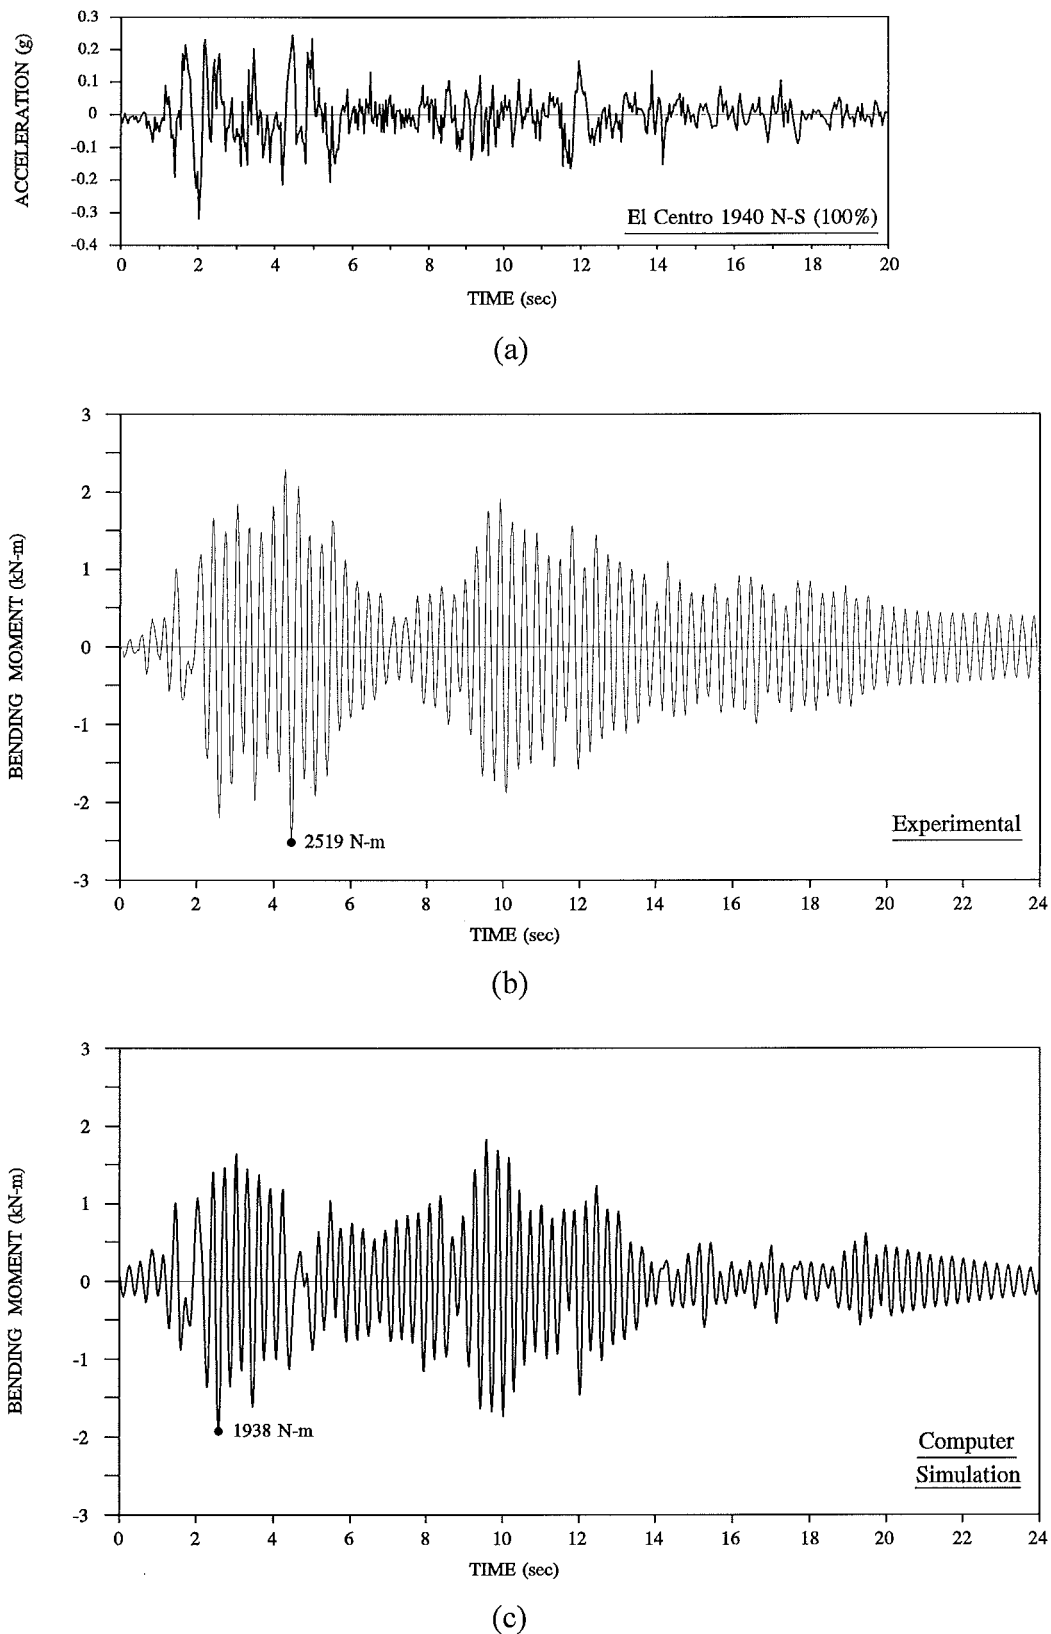 0.3
0.2
0.1
0
-0.1
-0.2
-0.3
-0.4
ACCELERATION (g)
El Centro 1940 N-S (100%)
0 2 4 6 8 10 12 14 16 18 20
TIME (sec)
(a)
3
2
1
0
-1
-2
-3
BENDING MOMENT (kN-m)
2519 N-m
Experimental
0 2 4 6 8 10 12 14 16 18 20 22 24
TIME (sec)
(b)
3
2
1
0
-1
-2
-3
BENDING MOMENT (kN-m)
1938 N-m
Computer
Simulation
0 2 4 6 8 10 12 14 16 18 20 22 24
TIME (sec)
(c)